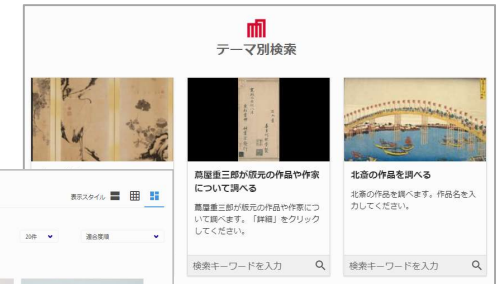 テーマ別検索
蔦屋重三郎が版元の作品や作家
について調べる
蔦屋重三郎が版元の作品や作家につ
いて調べます。「詳細」をクリック
してください。
検索キーワードを入力
北斎の作品を調べる
北斎の作品を調べます。作品名を入
力してください。
検索キーワードを入力
表示スタイル
20件
適合度順